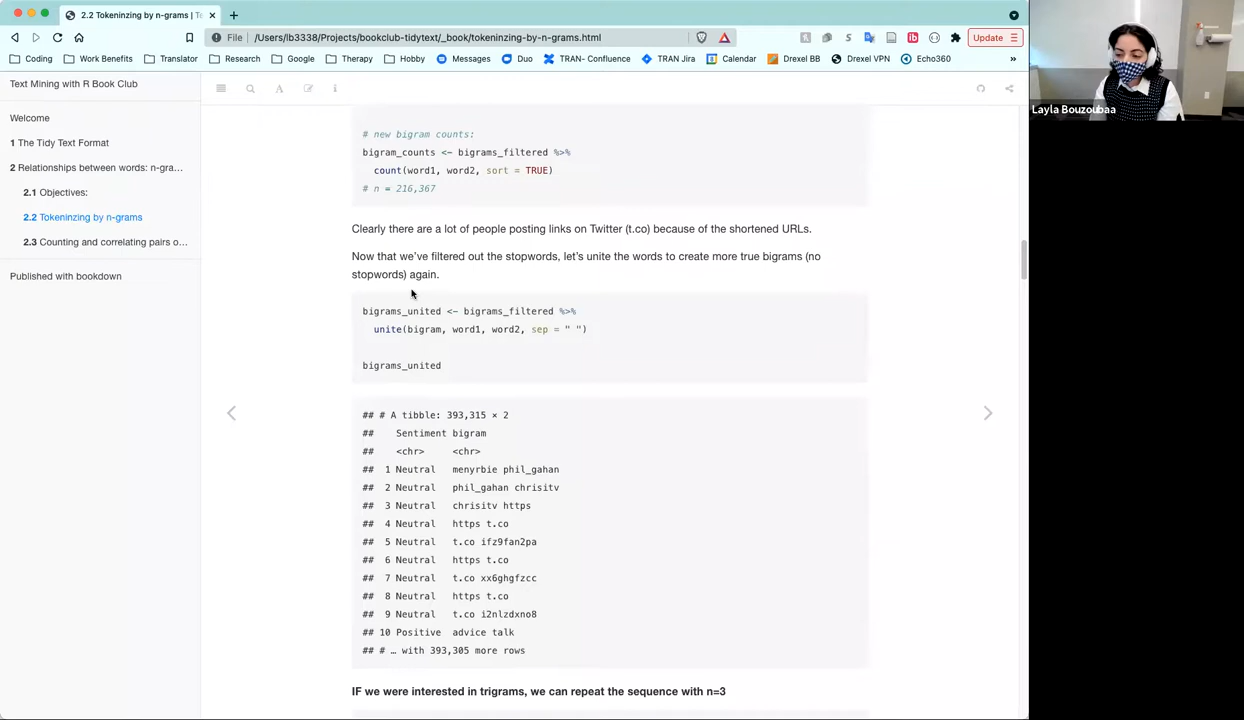 2.2 Tokeninzing by n-grams | Te
File /Users/lb3338/Projects/bookclub-tidytext/_book/tokeninzing-by-n-grams.html
Update
Coding Work Benefits Translator Research Google Therapy Hobby Messages Duo TRAN- Confluence TRAN Jira Calendar Drexel BB Drexel VPN Echo360 »
Text Mining with R Book Club
Welcome
1 The Tidy Text Format
2 Relationships between words: n-gra…
2.1 Objectives:
2.2 Tokeninzing by n-grams
2.3 Counting and correlating pairs o…
Published with bookdown
# new bigram counts:
bigram_counts <- bigrams_filtered %>%
count(word1, word2, sort = TRUE)
# n = 216,367
Clearly there are a lot of people posting links on Twitter (t.co) because of the shortened URLs.
Now that we've filtered out the stopwords, let's unite the words to create more true bigrams (no
stopwords) again.
bigrams_united <- bigrams_filtered %>%
unite(bigram, word1, word2, sep = " ")
bigrams_united
## # A tibble: 393,315 × 2
## Sentiment bigram
## <chr> <chr>
## 1 Neutral menyrbie phil_gahan
## 2 Neutral phil_gahan chrisitv
## 3 Neutral chrisitv https
## 4 Neutral https t.co
## 5 Neutral t.co ifz9fan2pa
## 6 Neutral https t.co
## 7 Neutral t.co xx6ghgfzcc
## 8 Neutral https t.co
## 9 Neutral t.co i2nlzdxno8
## 10 Positive advice talk
## # … with 393,305 more rows
IF we were interested in trigrams, we can repeat the sequence with n=3
Layla Bouzoubaa